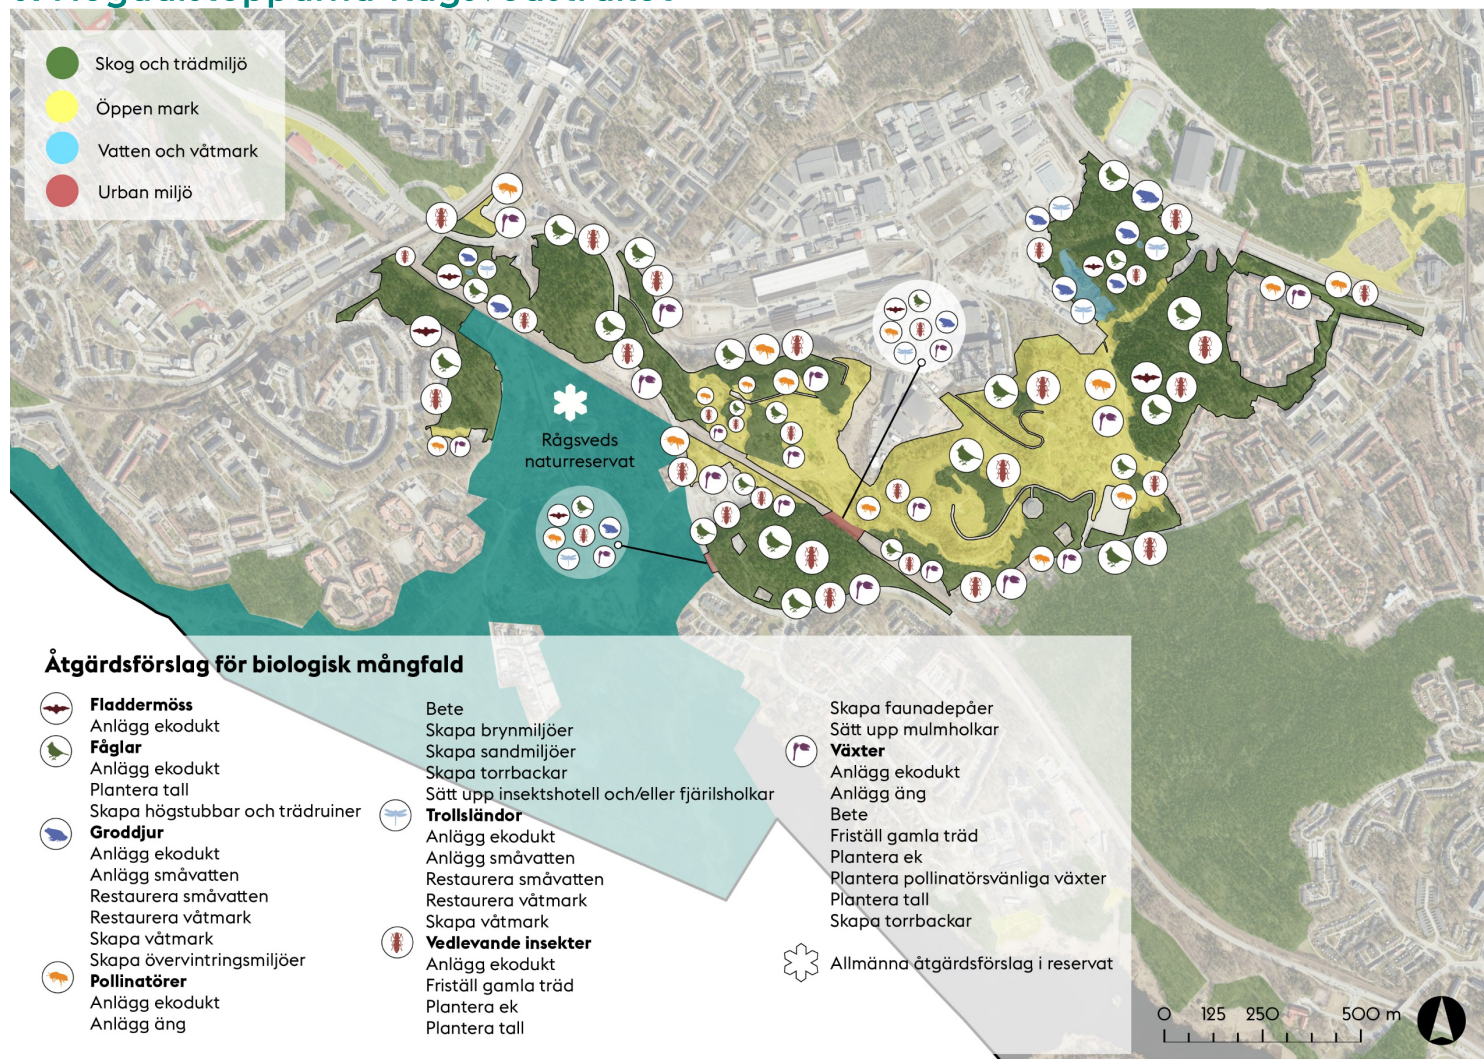 Skog och trädmiljö
Öppen mark
Vatten och våtmark
Urban miljö
Rågsveds
naturreservat
Åtgärdsförslag för biologisk mångfald
Fladdermöss
Anlägg ekodukt
Fåglar
Anlägg ekodukt
Plantera tall
Skapa högstubbar och trädruiner
Groddjur
Anlägg ekodukt
Anlägg småvatten
Restaurera småvatten
Restaurera våtmark
Skapa våtmark
Skapa övervintringsmiljöer
Pollinatörer
Anlägg ekodukt
Anlägg äng
Bete
Skapa brynmiljöer
Skapa sandmiljöer
Skapa torrbackar
Sätt upp insektshotell och/eller fjärilsholkar
Trollsländor
Anlägg ekodukt
Anlägg småvatten
Restaurera småvatten
Restaurera våtmark
Skapa våtmark
Vedlevande insekter
Anlägg ekodukt
Friställ gamla träd
Plantera ek
Plantera tall
Skapa faunadepåer
Sätt upp mulmholkar
Växter
Anlägg ekodukt
Anlägg äng
Bete
Friställ gamla träd
Plantera ek
Plantera pollinatörsvänliga växter
Plantera tall
Skapa torrbackar
Allmänna åtgärdsförslag i reservat
0 125 250 500 m